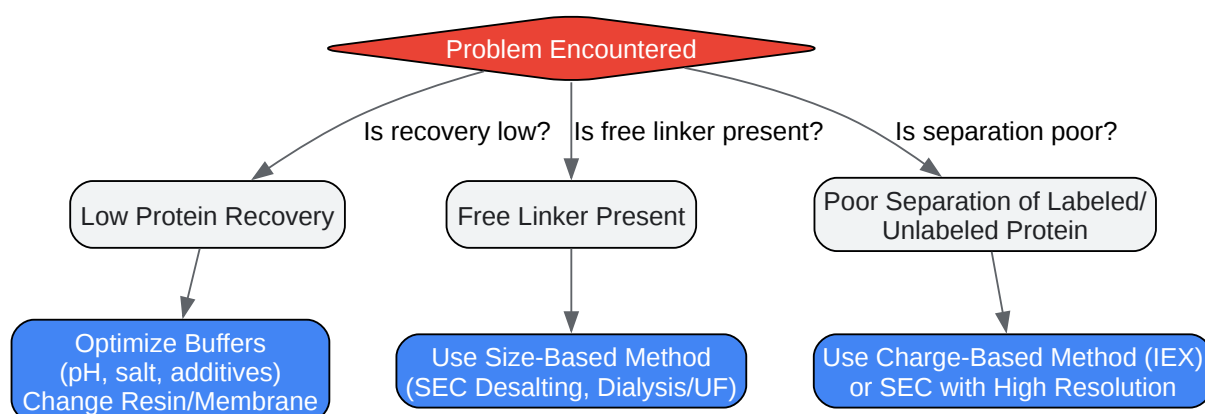 Problem Encountered
Is recovery low?
Is free linker present?
Is separation poor?
Low Protein Recovery
Free Linker Present
Poor Separation of Labeled/
Unlabeled Protein
Optimize Buffers
(pH, salt, additives)
Change Resin/Membrane
Use Size-Based Method
(SEC Desalting, Dialysis/UF)
Use Charge-Based Method (IEX)
or SEC with High Resolution